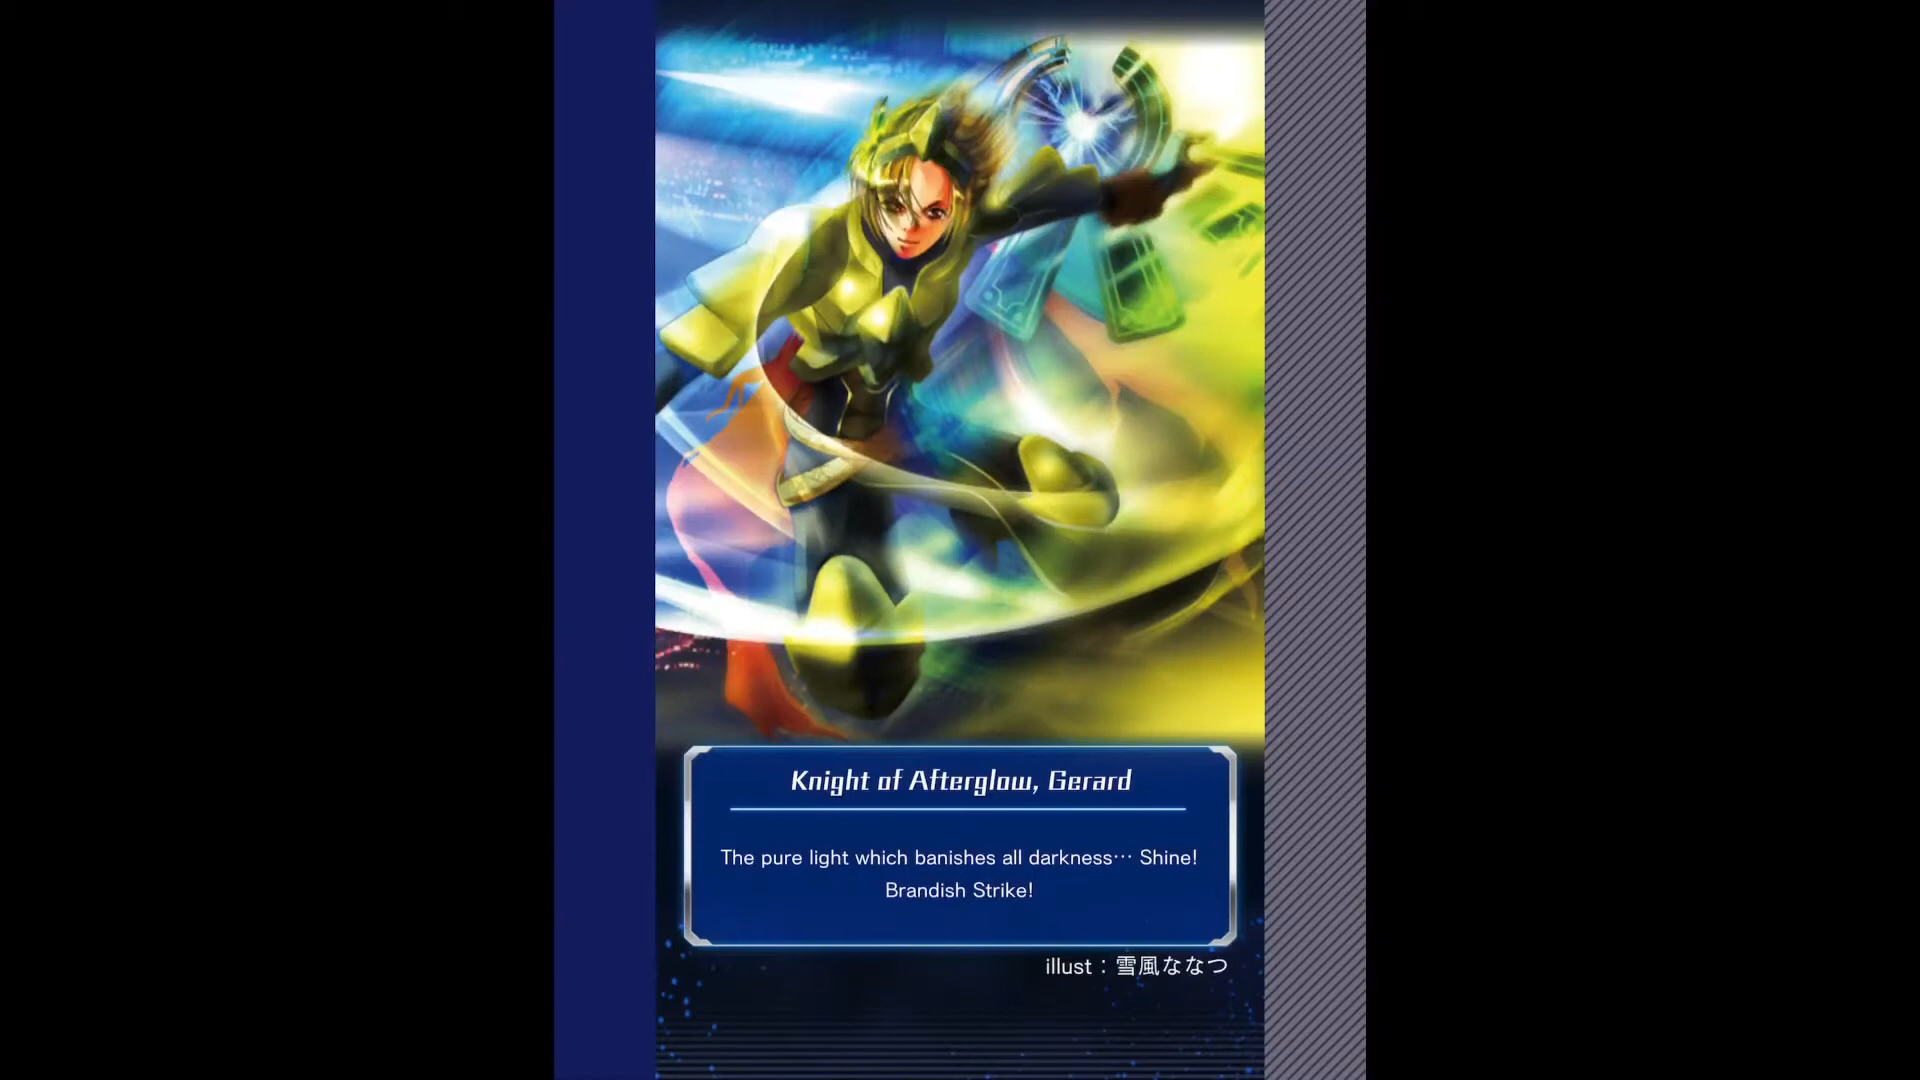 Knight of Afterglow, Gerard
The pure light which banishes all darkness… Shine!
Brandish Strike!
illust：雪風ななつ